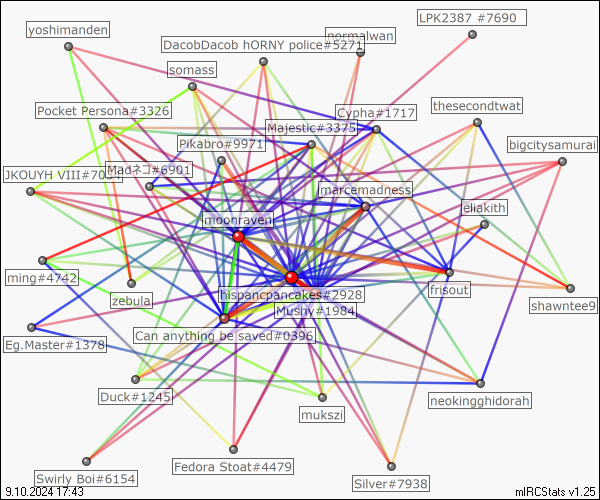 LPK2387 #7690
yoshimanden
normalwan
DacobDacob hORNY police#5271
somass
Pocket Persona#3326
Cypha#1717
thesecondtwat
Majestic#3375
Pikabro#9971
bigcitysamurai
JKOUYH VIII#70
Madネコ#6901
marcemadness
eliakith
moonraven
ming#4742
zebula
hispancpancakes#2928
frisout
shawntee9
Mushy#1984
Can anything be saved#0396
Eg.Master#1378
Duck#1245
mukszi
neokingghidorah
Fedora Stoat#4479
Swirly Boi#6154
Silver#7938
9.10.2024 17:43
mIRCStats v1.25